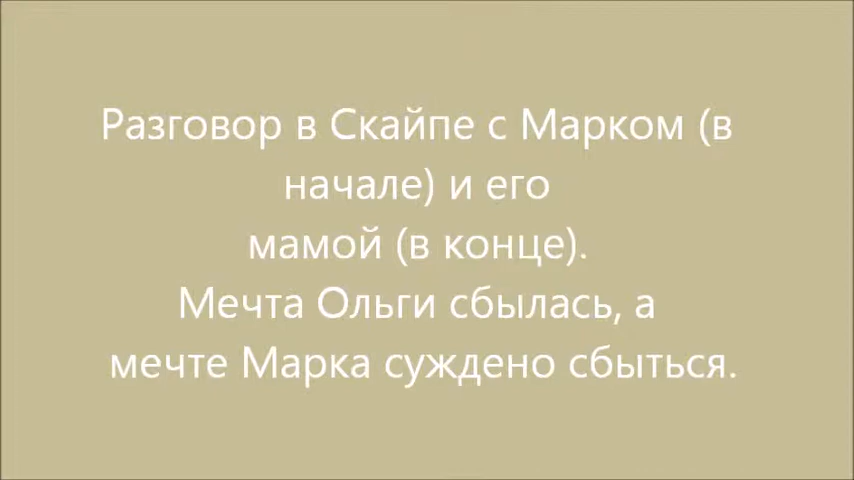 Разговор в Скайпе с Марком (в
начале) и его
мамой (в конце).
Мечта Ольги сбылась, а
мечте Марка суждено сбыться.